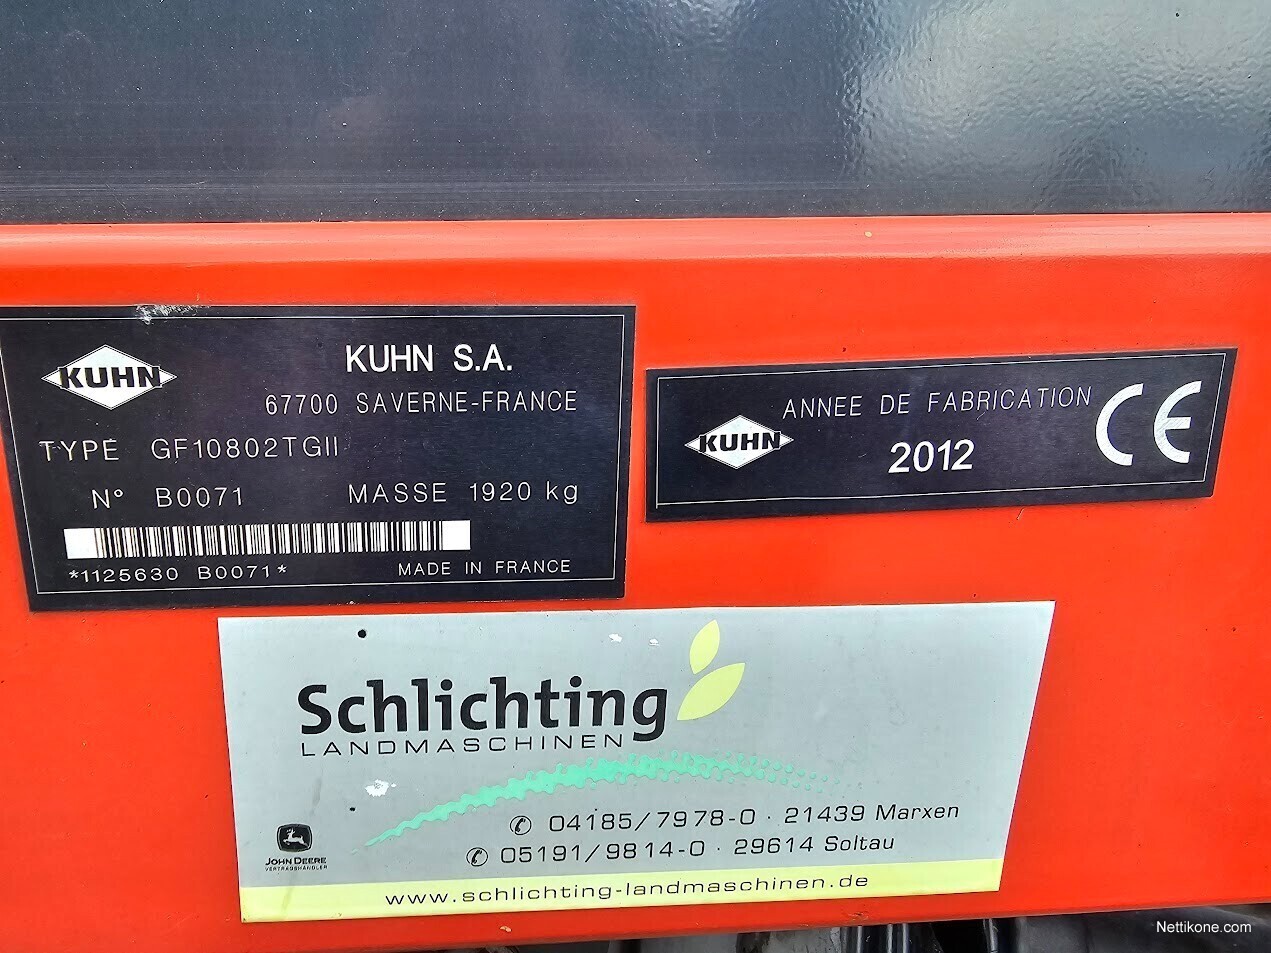 KUHN
KUHN S.A.
67700 SAVERNE-FRANCE
TYPE GF10802TGII
N° B0071 MASSE 1920 kg
*1125630 B0071*
MADE IN FRANCE
KUHN
ANNEE DE FABRICATION
2012
CE
Schlichting
LANDMASCHINEN
✆ 04185/7978-0 · 21439 Marxen
✆ 05191/9814-0 · 29614 Soltau
JOHN DEERE
VERTRAGSHÄNDLER
www.schlichting-landmaschinen.de
Nettikone.com